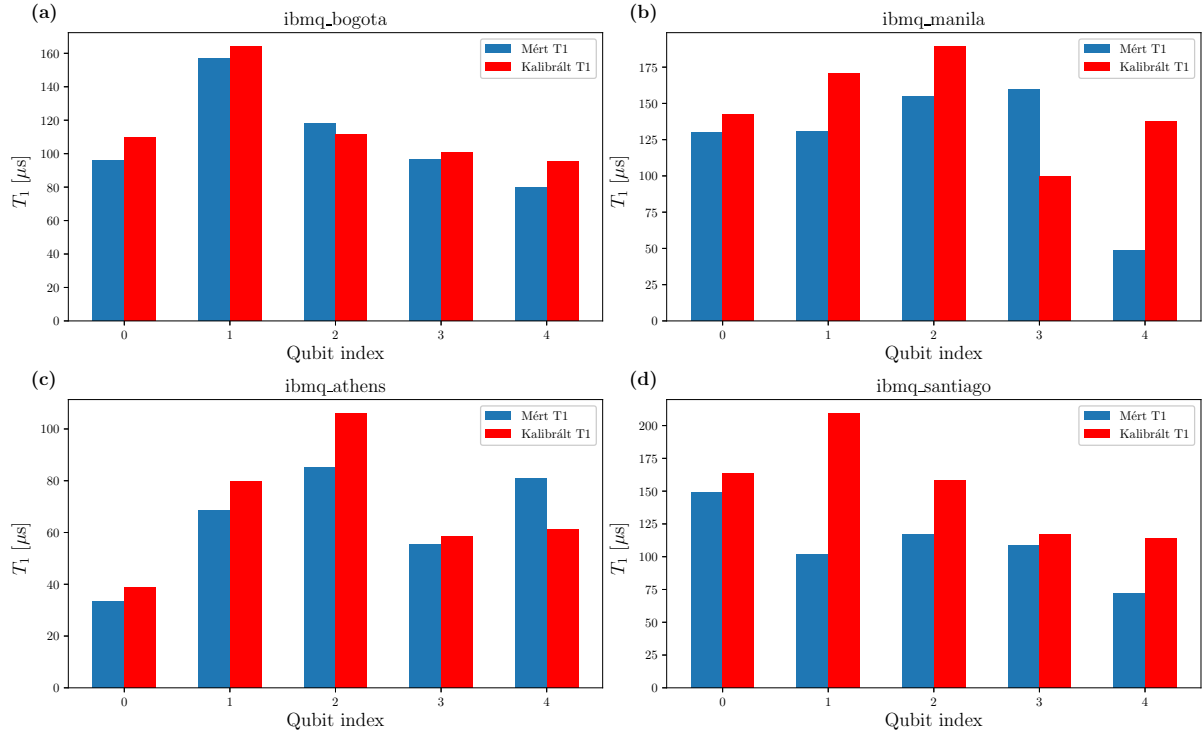 (a)
ibmq_bogota
Mért T1
Kalibrált T1
160
140
120
100
80
60
40
20
0
T₁ [μs]
0 1 2 3 4
Qubit index
(b)
ibmq_manila
Mért T1
Kalibrált T1
175
150
125
100
75
50
25
0
T₁ [μs]
0 1 2 3 4
Qubit index
(c)
ibmq_athens
Mért T1
Kalibrált T1
100
80
60
40
20
0
T₁ [μs]
0 1 2 3 4
Qubit index
(d)
ibmq_santiago
Mért T1
Kalibrált T1
200
175
150
125
100
75
50
25
0
T₁ [μs]
0 1 2 3 4
Qubit index